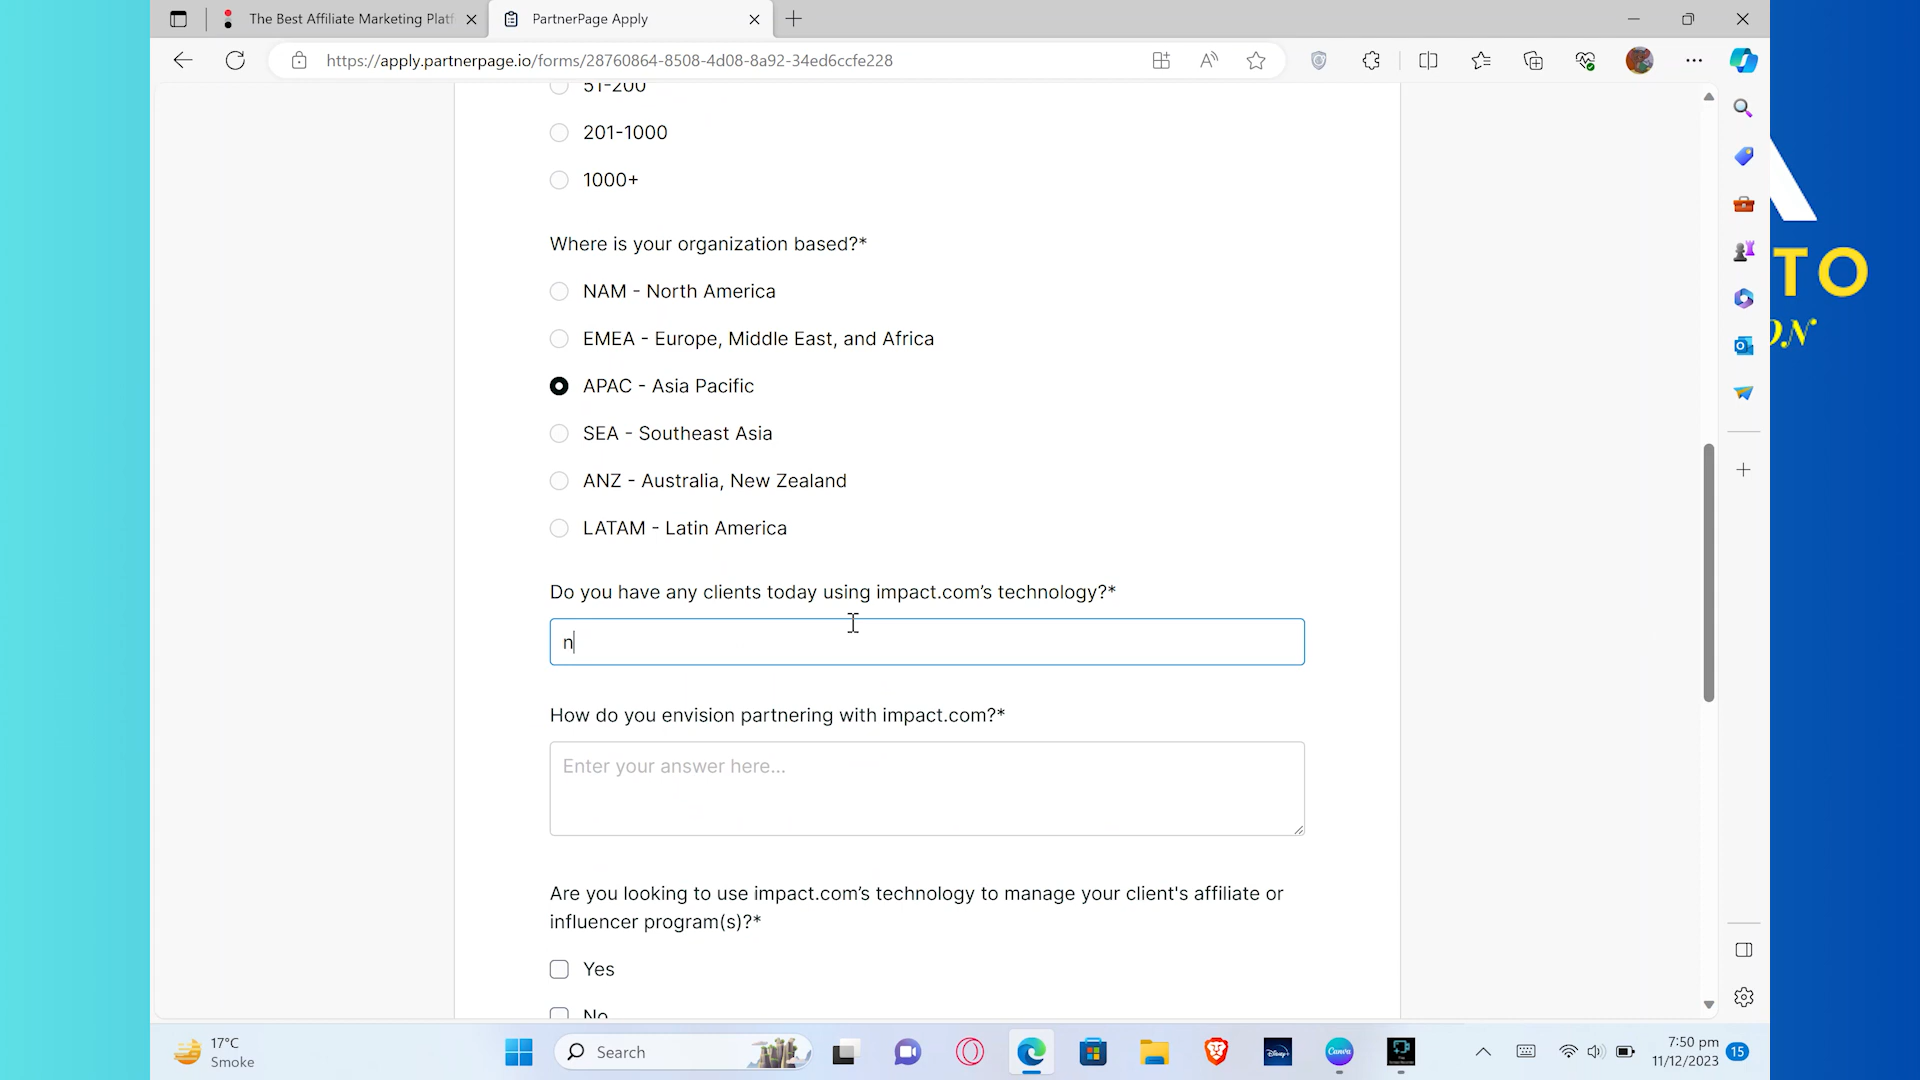 The Best Affiliate Marketing Platf
PartnerPage Apply
https://apply.partnerpage.io/forms/28760864-8508-4d08-8a92-34ed6ccfe228
51-200
201-1000
1000+
Where is your organization based?*
NAM - North America
EMEA - Europe, Middle East, and Africa
APAC - Asia Pacific
SEA - Southeast Asia
ANZ - Australia, New Zealand
LATAM - Latin America
Do you have any clients today using impact.com’s technology?*
n
How do you envision partnering with impact.com?*
Enter your answer here...
Are you looking to use impact.com’s technology to manage your client's affiliate or
influencer program(s)?*
Yes
No
TO
ON
17°C
Smoke
Search
Disney+
Canva
7:50 pm
11/12/2023
15